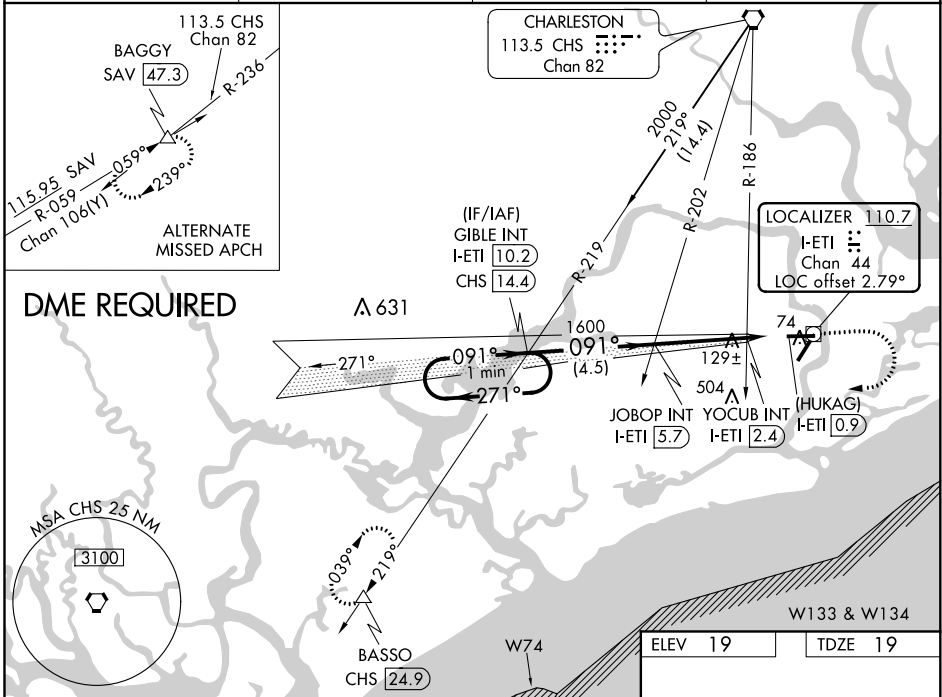 113.5 CHS
Chan 82
BAGGY
SAV 47.3
R-236
115.95 SAV
R-059
Chan 106(Y)
059°
239°
ALTERNATE
MISSED APCH
CHARLESTON
113.5 CHS
Chan 82
2000
219°
(14.4)
R-219
R-202
R-186
LOCALIZER 110.7
I-ETI
Chan 44
LOC offset 2.79°
(IF/IAF)
GIBLE INT
I-ETI 10.2
CHS 14.4
DME REQUIRED
631
271°
091°
1 min
271°
1600
091°
(4.5)
129±
74
504
JOBOP INT
I-ETI 5.7
YOCUB INT
I-ETI 2.4
(HUKAG)
I-ETI 0.9
MSA CHS 25 NM
3100
039°
219°
BASSO
CHS 24.9
W74
W133 & W134
ELEV 19
TDZE 19